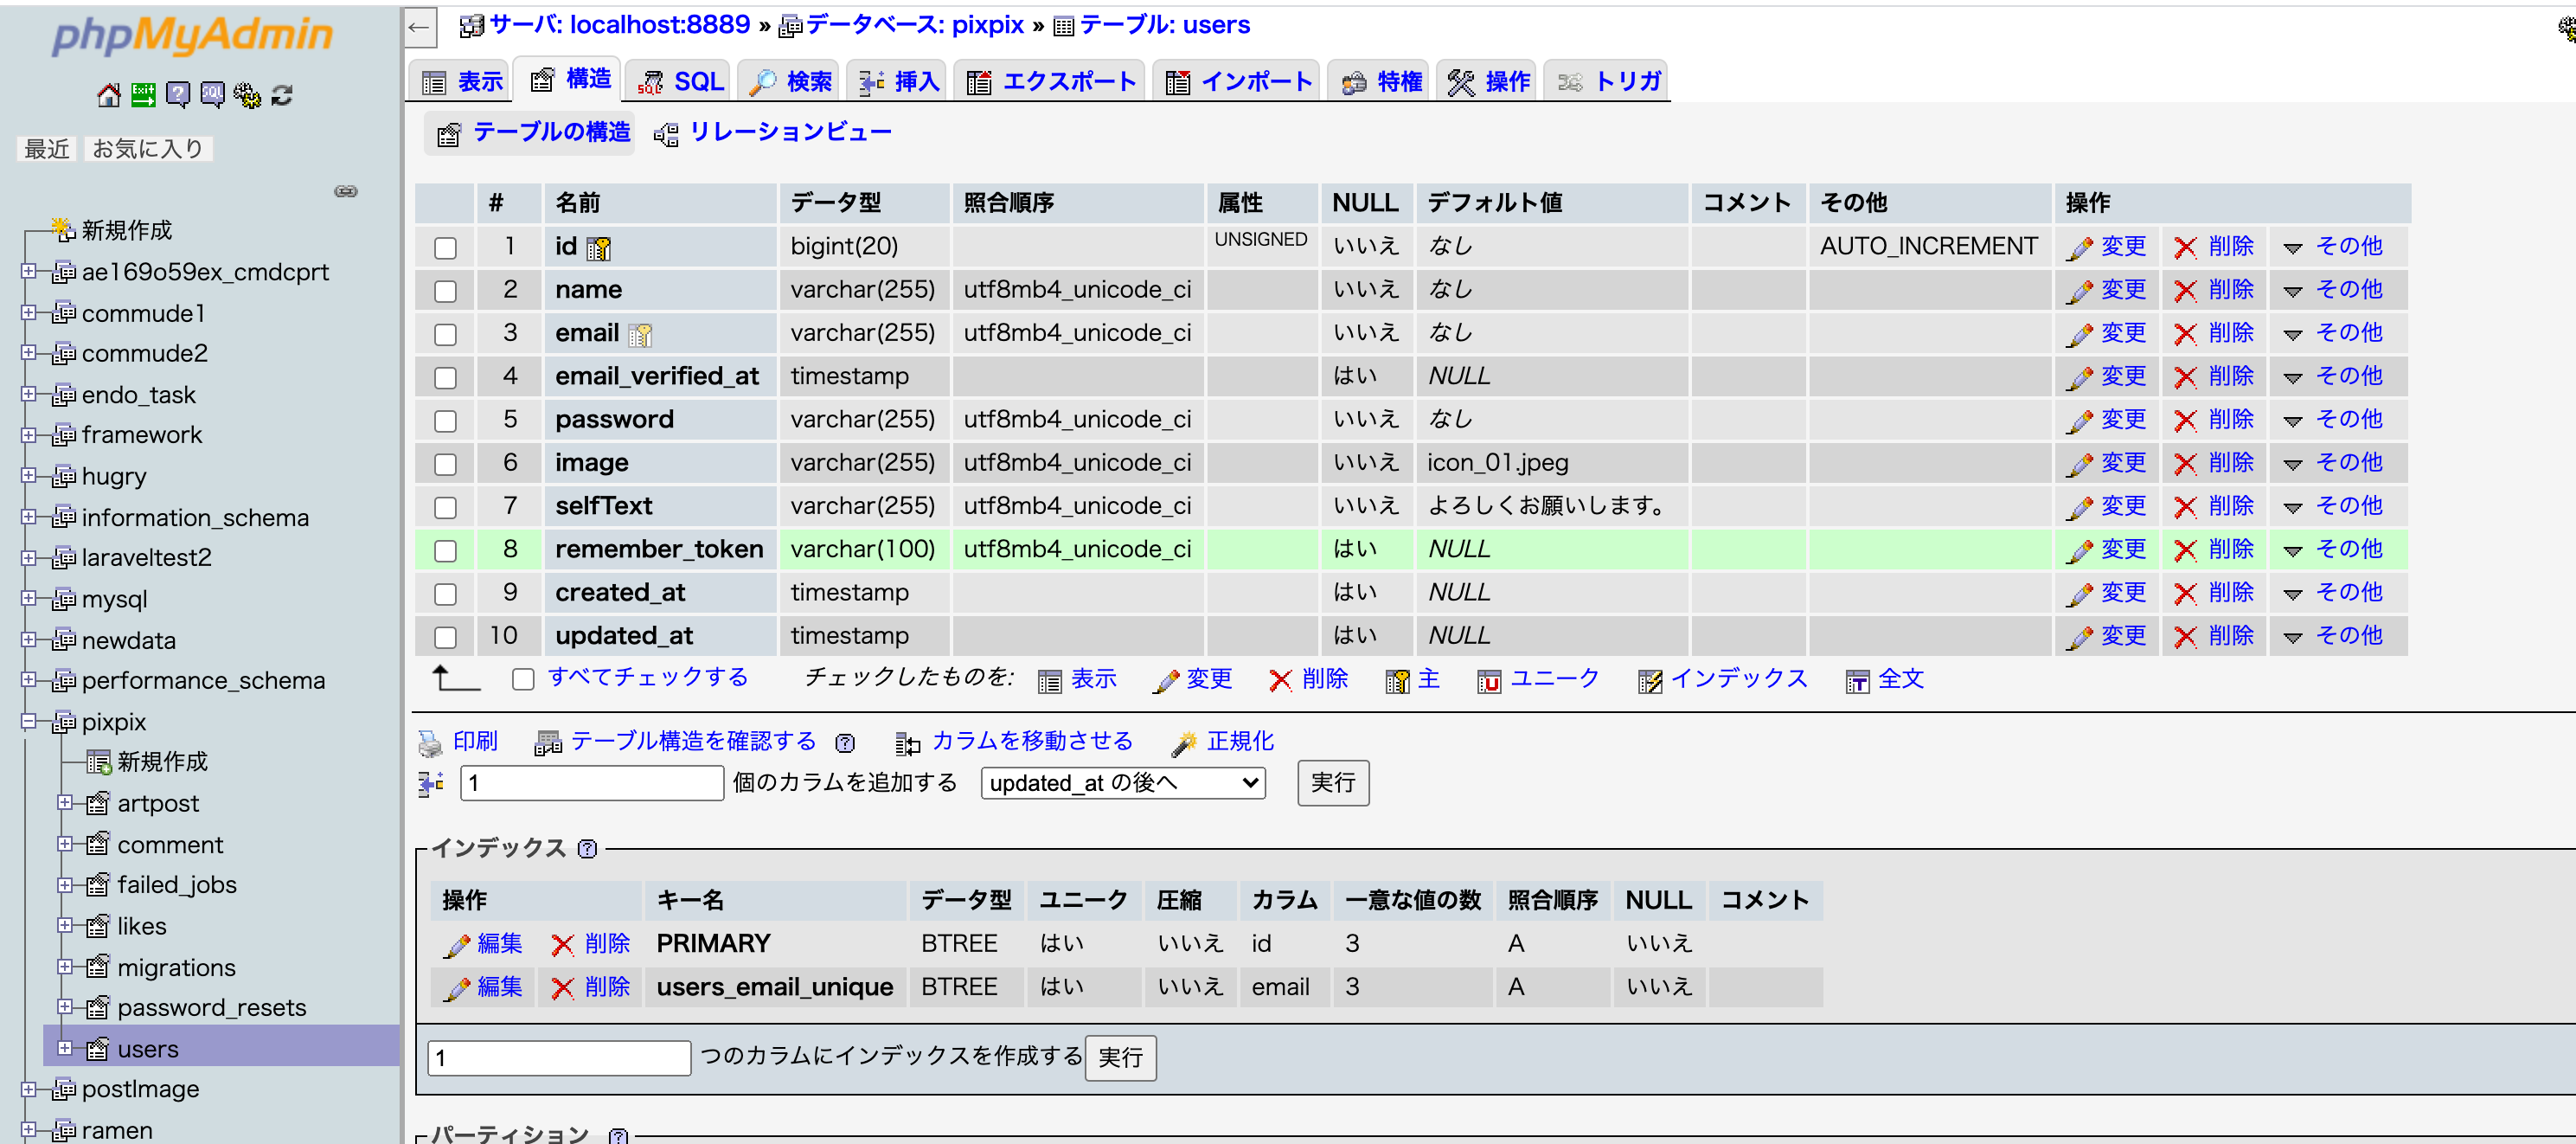 phpMyAdmin
最近 お気に入り
新規作成
ae169o59ex_cmdcprt
commude1
commude2
endo_task
framework
hugry
information_schema
laraveltest2
mysql
newdata
performance_schema
pixpix
新規作成
artpost
comment
failed_jobs
likes
migrations
password_resets
users
postImage
ramen
← サーバ: localhost:8889 » データベース: pixpix » テーブル: users
表示 構造 SQL 検索 挿入 エクスポート インポート 特権 操作 トリガ
テーブルの構造 リレーションビュー
# 名前 データ型 照合順序 属性 NULL デフォルト値 コメント その他 操作
1 id bigint(20) UNSIGNED いいえ なし AUTO_INCREMENT 変更 削除 その他
2 name varchar(255) utf8mb4_unicode_ci いいえ なし 変更 削除 その他
3 email varchar(255) utf8mb4_unicode_ci いいえ なし 変更 削除 その他
4 email_verified_at timestamp はい NULL 変更 削除 その他
5 password varchar(255) utf8mb4_unicode_ci いいえ なし 変更 削除 その他
6 image varchar(255) utf8mb4_unicode_ci いいえ icon_01.jpeg 変更 削除 その他
7 selfText varchar(255) utf8mb4_unicode_ci いいえ よろしくお願いします。 変更 削除 その他
8 remember_token varchar(100) utf8mb4_unicode_ci はい NULL 変更 削除 その他
9 created_at timestamp はい NULL 変更 削除 その他
10 updated_at timestamp はい NULL 変更 削除 その他
すべてチェックする チェックしたものを: 表示 変更 削除 主 ユニーク インデックス 全文
印刷 テーブル構造を確認する カラムを移動させる 正規化
1 個のカラムを追加する updated_at の後へ 実行
インデックス
操作 キー名 データ型 ユニーク 圧縮 カラム 一意な値の数 照合順序 NULL コメント
編集 削除 PRIMARY BTREE はい いいえ id 3 A いいえ
編集 削除 users_email_unique BTREE はい いいえ email 3 A いいえ
1 つのカラムにインデックスを作成する 実行
パーティション